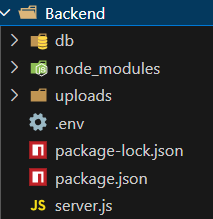 Backend
db
node_modules
uploads
.env
package-lock.json
package.json
JS server.js